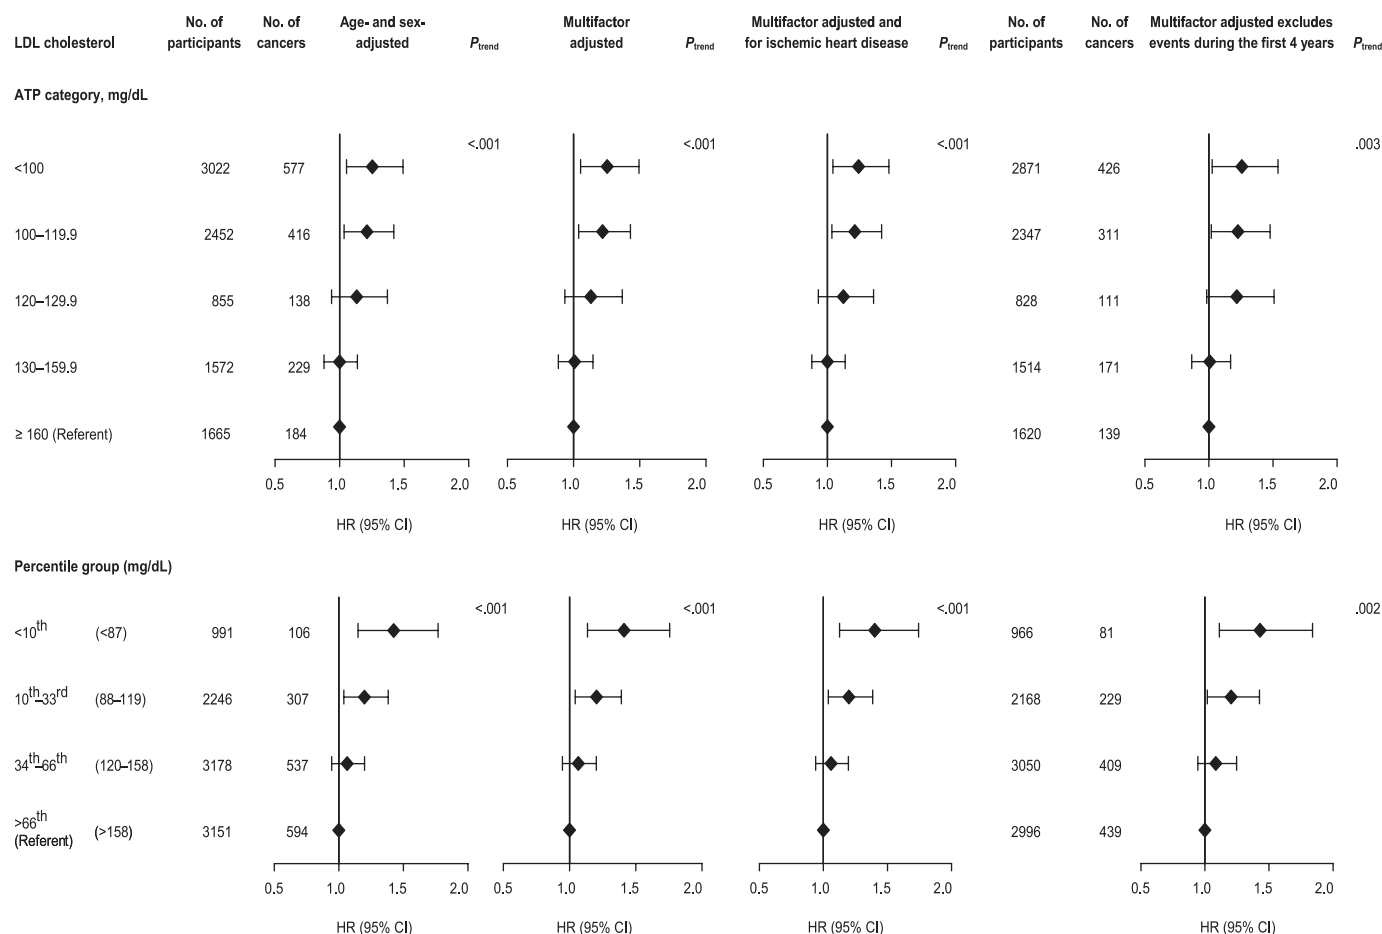 LDL cholesterol No. of participants No. of cancers Age- and sex-adjusted Ptrend Multifactor adjusted Ptrend Multifactor adjusted and for ischemic heart disease Ptrend No. of participants No. of cancers Multifactor adjusted excludes events during the first 4 years Ptrend
ATP category, mg/dL
<.001 <.001 <.001 .003
<100 3022 577 2871 426
100–119.9 2452 416 2347 311
120–129.9 855 138 828 111
130–159.9 1572 229 1514 171
≥ 160 (Referent) 1665 184 1620 139
0.5 1.0 1.5 2.0 0.5 1.0 1.5 2.0 0.5 1.0 1.5 2.0 0.5 1.0 1.5 2.0
HR (95% CI) HR (95% CI) HR (95% CI) HR (95% CI)
Percentile group (mg/dL)
<.001 <.001 <.001 .002
<10th (<87) 991 106 966 81
10th–33rd (88–119) 2246 307 2168 229
34th–66th (120–158) 3178 537 3050 409
>66th (Referent) (>158) 3151 594 2996 439
0.5 1.0 1.5 2.0 0.5 1.0 1.5 2.0 0.5 1.0 1.5 2.0 0.5 1.0 1.5 2.0
HR (95% CI) HR (95% CI) HR (95% CI) HR (95% CI)